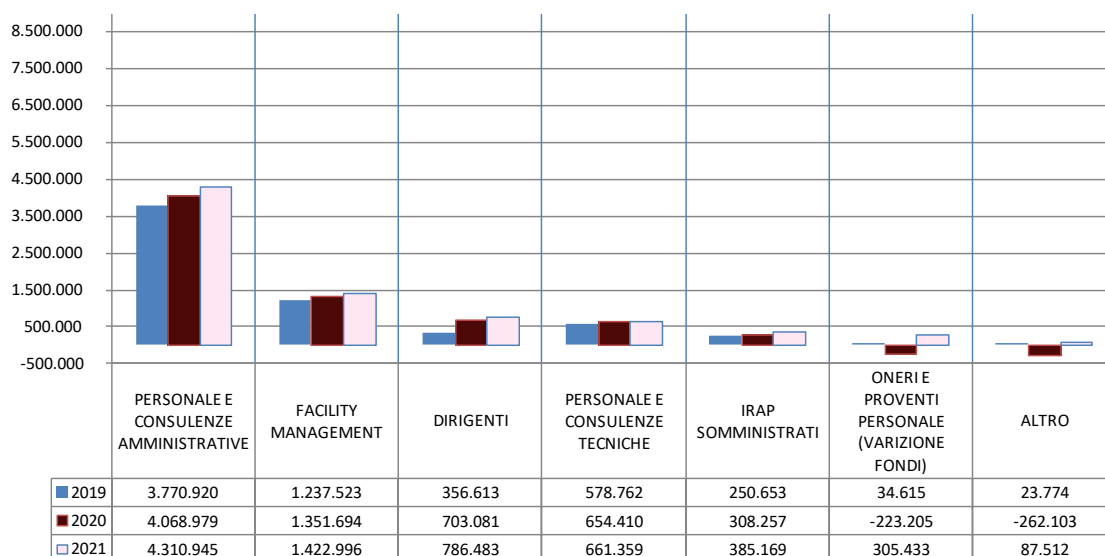 8.500.000
7.500.000
6.500.000
5.500.000
4.500.000
3.500.000
2.500.000
1.500.000
500.000
-500.000
PERSONALE E
CONSULENZE
AMMINISTRATIVE
FACILITY
MANAGEMENT
DIRIGENTI
PERSONALE E
CONSULENZE
TECNICHE
IRAP
SOMMINISTRATI
ONERI E
PROVENTI
PERSONALE
(VARIZIONE
FONDI)
ALTRO
2019 3.770.920 1.237.523 356.613 578.762 250.653 34.615 23.774
2020 4.068.979 1.351.694 703.081 654.410 308.257 -223.205 -262.103
2021 4.310.945 1.422.996 786.483 661.359 385.169 305.433 87.512